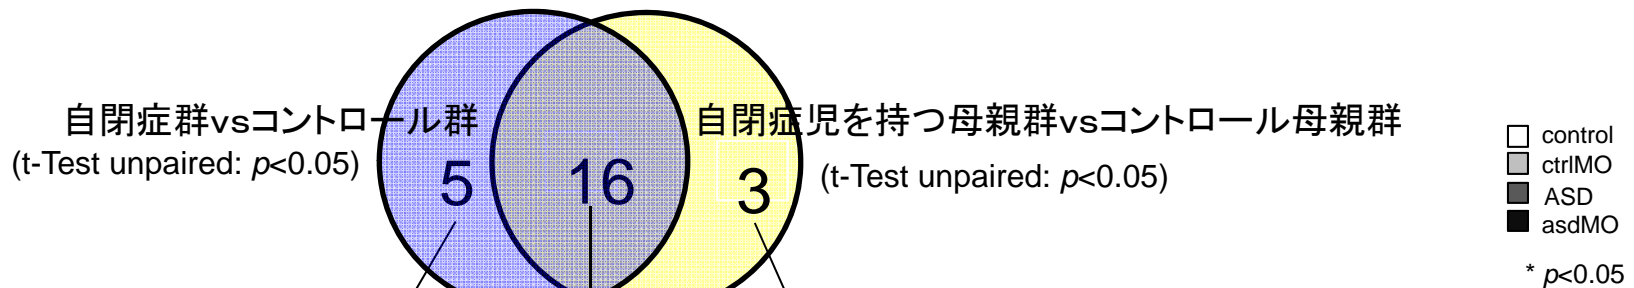 自閉症群vsコントロール群
(t-Test unpaired: p<0.05)
5
16
3
自閉症児を持つ母親群vsコントロール母親群
(t-Test unpaired: p<0.05)
control
ctrlMO
ASD
asdMO
* p<0.05